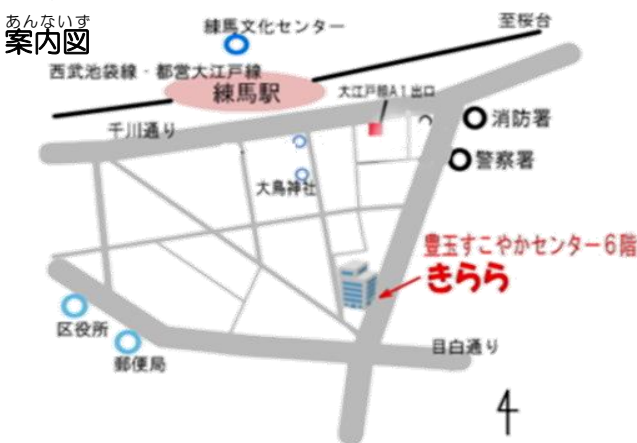 あんないず
案内図
練馬文化センター
至桜台
西武池袋線・都営大江戸線
練馬駅
大江戸線A1出口
千川通り
消防署
警察署
大鳥神社
豊玉すこやかセンター6階
きらら
区役所
郵便局
目白通り